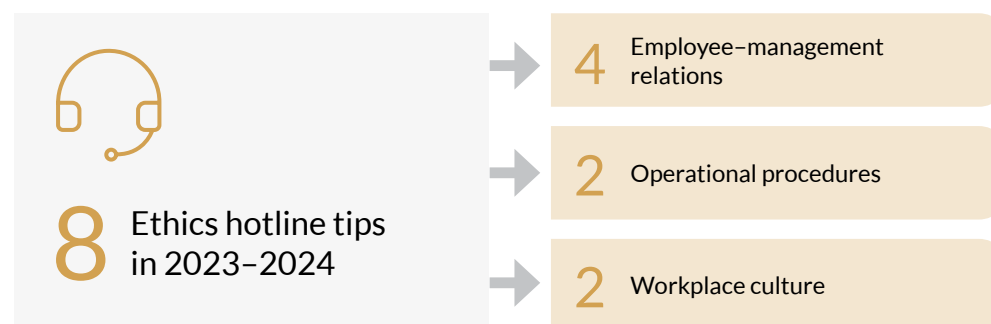 8
Ethics hotline tips
in 2023–2024
4
Employee–management
relations
2
Operational procedures
2
Workplace culture